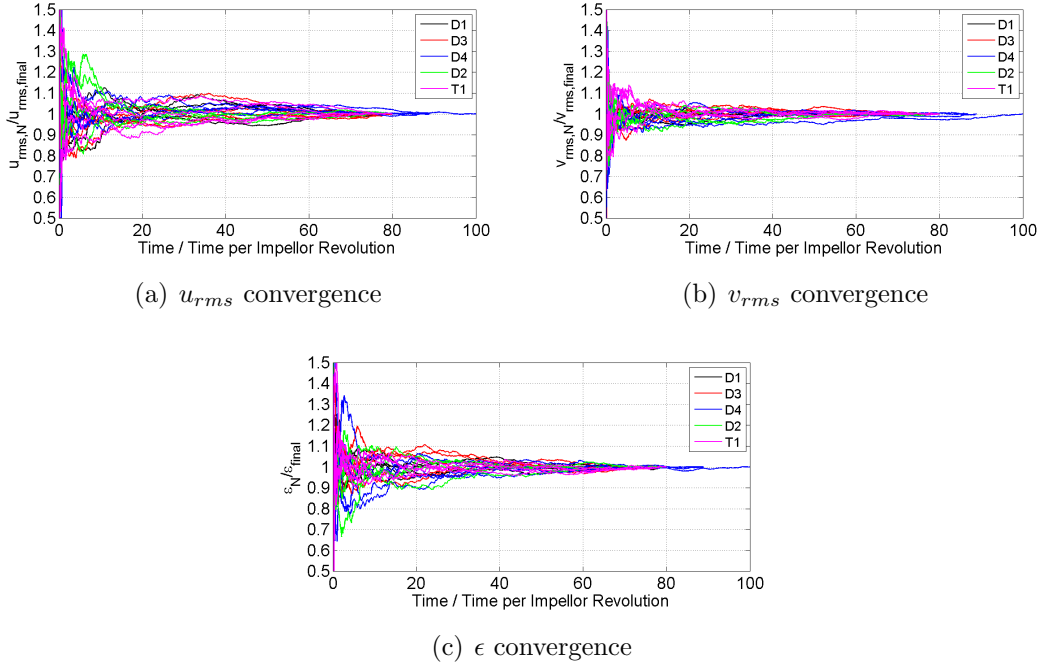 1.5
1.4
1.3
1.2
1.1
1
0.9
0.8
0.7
0.6
0.5
u_rms,N/u_rms,final
D1
D3
D4
D2
T1
0 20 40 60 80 100
Time / Time per Impellor Revolution
(a) u_rms convergence
1.5
1.4
1.3
1.2
1.1
1
0.9
0.8
0.7
0.6
0.5
v_rms,N/v_rms,final
D1
D3
D4
D2
T1
0 20 40 60 80 100
Time / Time per Impellor Revolution
(b) v_rms convergence
1.5
1.4
1.3
1.2
1.1
1
0.9
0.8
0.7
0.6
0.5
ε_N/ε_final
D1
D3
D4
D2
T1
0 20 40 60 80 100
Time / Time per Impellor Revolution
(c) ϵ convergence